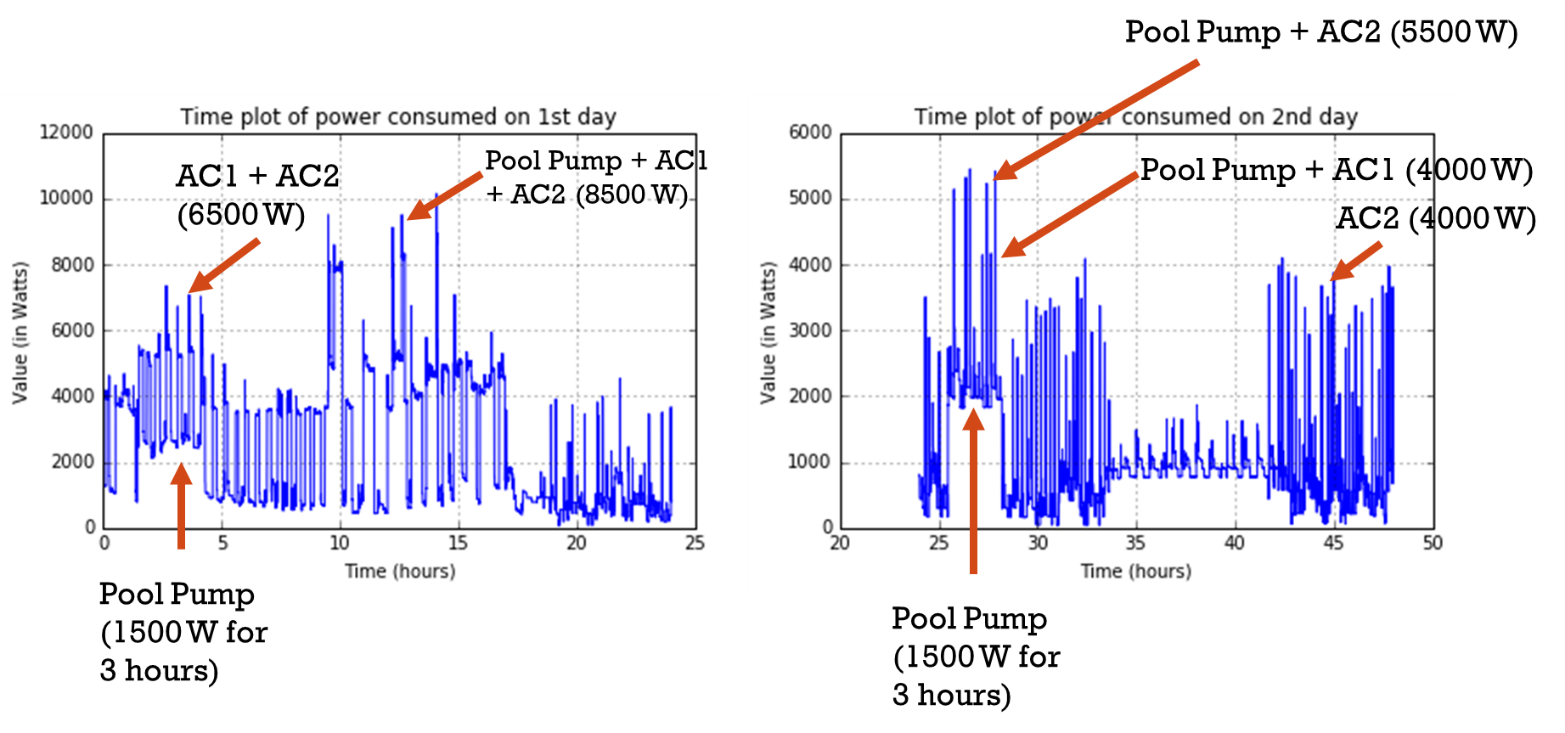 Pool Pump + AC2 (5500 W)
Time plot of power consumed on 1st day
12000
10000
8000
6000
4000
2000
0
0
5
10
15
20
25
Value (in Watts)
Time (hours)
AC1 + AC2
(6500 W)
Pool Pump + AC1
+ AC2 (8500 W)
Pool Pump
(1500 W for
3 hours)
Time plot of power consumed on 2nd day
6000
5000
4000
3000
2000
1000
0
20
25
30
35
40
45
50
Value (in Watts)
Time (hours)
Pool Pump + AC1 (4000 W)
AC2 (4000 W)
Pool Pump
(1500 W for
3 hours)